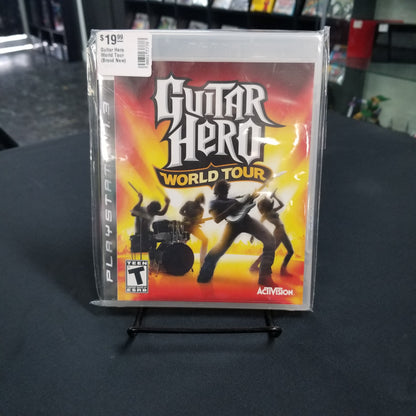 $19.99
Guitar Hero
World Tour
(Brand New)
PLAYSTATION 3
GUITAR
HERO
WORLD TOUR
TEEN
T
ESRB
ACTIVISION